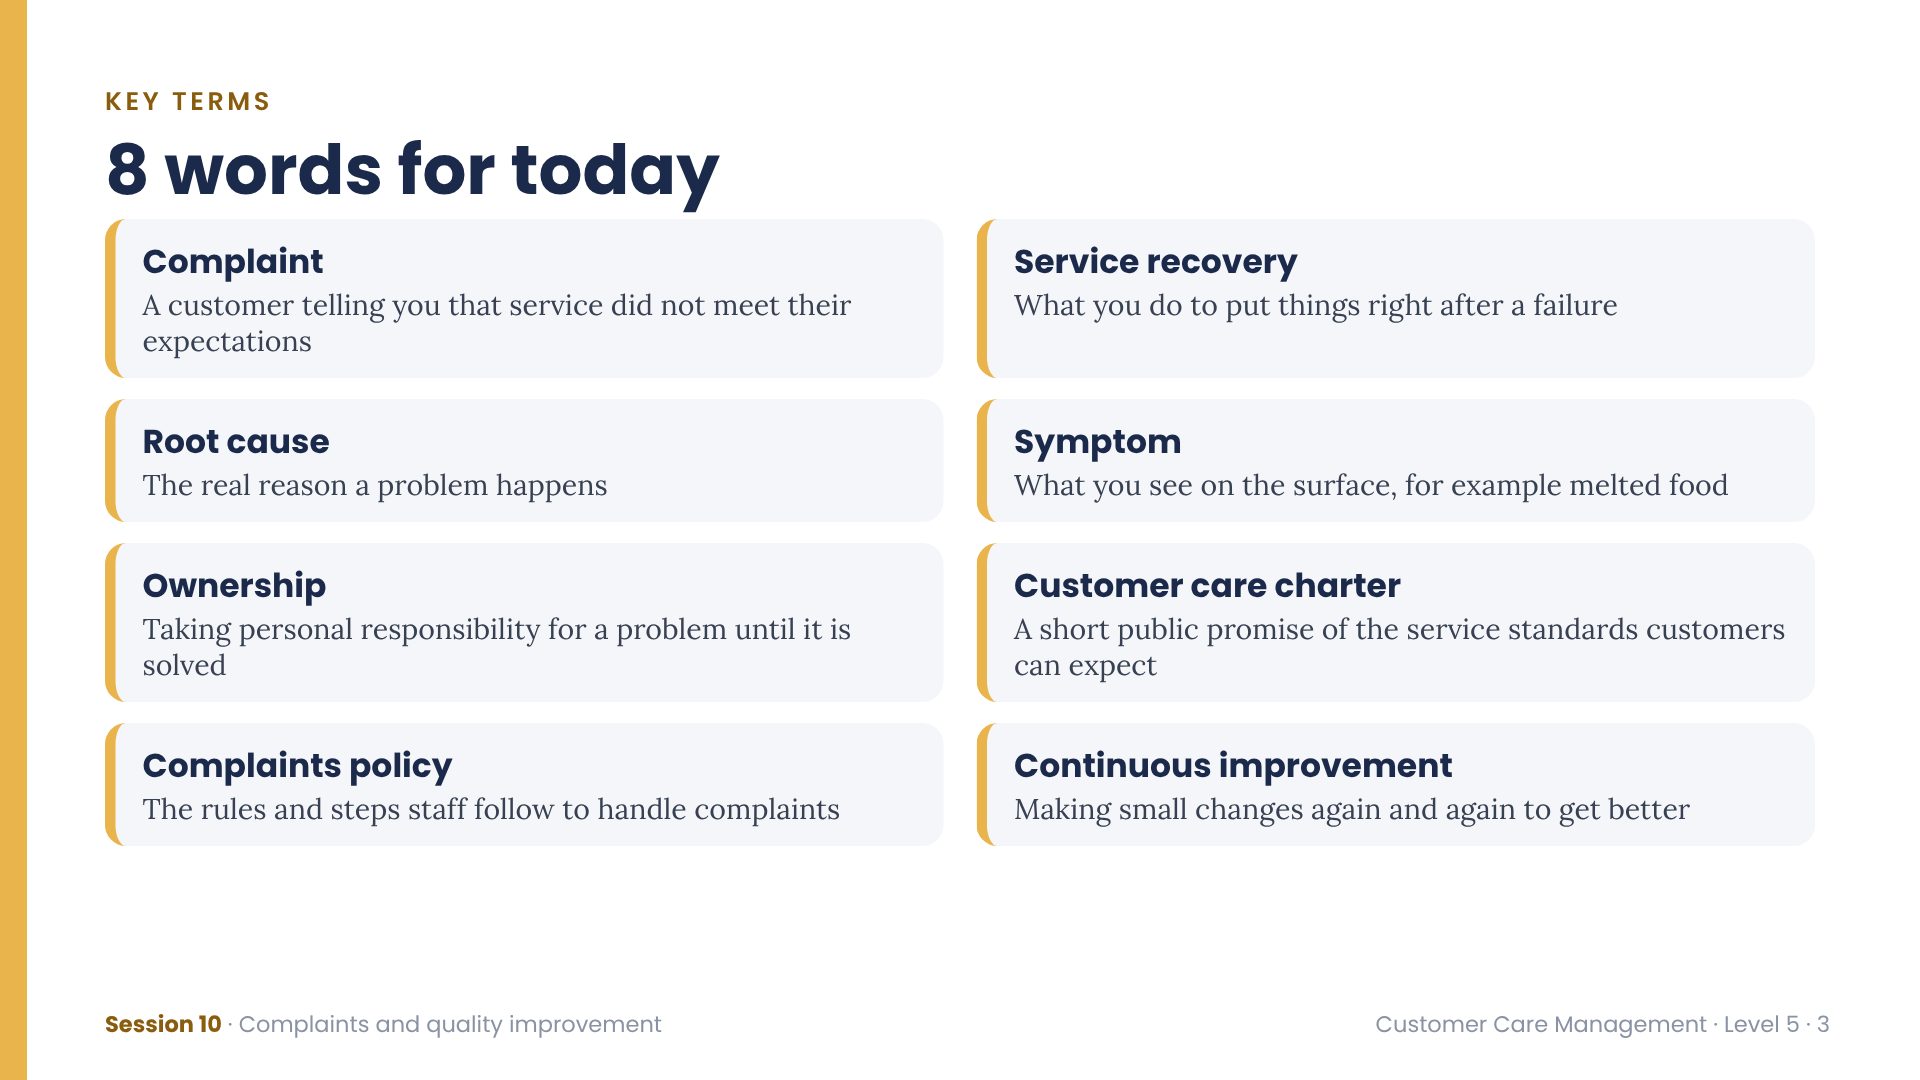 KEY TERMS
8 words for today
Complaint
A customer telling you that service did not meet their
expectations
Service recovery
What you do to put things right after a failure
Root cause
The real reason a problem happens
Symptom
What you see on the surface, for example melted food
Ownership
Taking personal responsibility for a problem until it is
solved
Customer care charter
A short public promise of the service standards customers
can expect
Complaints policy
The rules and steps staff follow to handle complaints
Continuous improvement
Making small changes again and again to get better
Session 10 · Complaints and quality improvement
Customer Care Management · Level 5 · 3